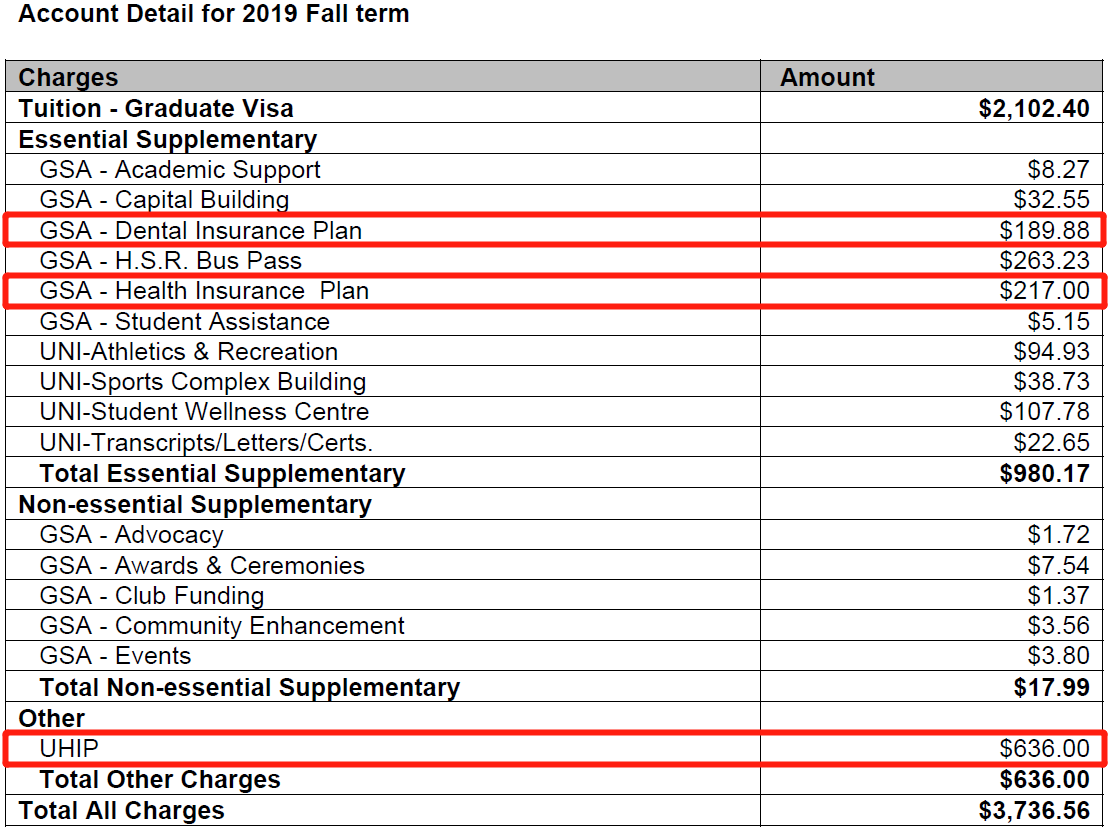 Account Detail for 2019 Fall term
Charges Amount
Tuition - Graduate Visa $2,102.40
Essential Supplementary
GSA - Academic Support $8.27
GSA - Capital Building $32.55
GSA - Dental Insurance Plan $189.88
GSA - H.S.R. Bus Pass $263.23
GSA - Health Insurance Plan $217.00
GSA - Student Assistance $5.15
UNI-Athletics & Recreation $94.93
UNI-Sports Complex Building $38.73
UNI-Student Wellness Centre $107.78
UNI-Transcripts/Letters/Certs. $22.65
Total Essential Supplementary $980.17
Non-essential Supplementary
GSA - Advocacy $1.72
GSA - Awards & Ceremonies $7.54
GSA - Club Funding $1.37
GSA - Community Enhancement $3.56
GSA - Events $3.80
Total Non-essential Supplementary $17.99
Other
UHIP $636.00
Total Other Charges $636.00
Total All Charges $3,736.56